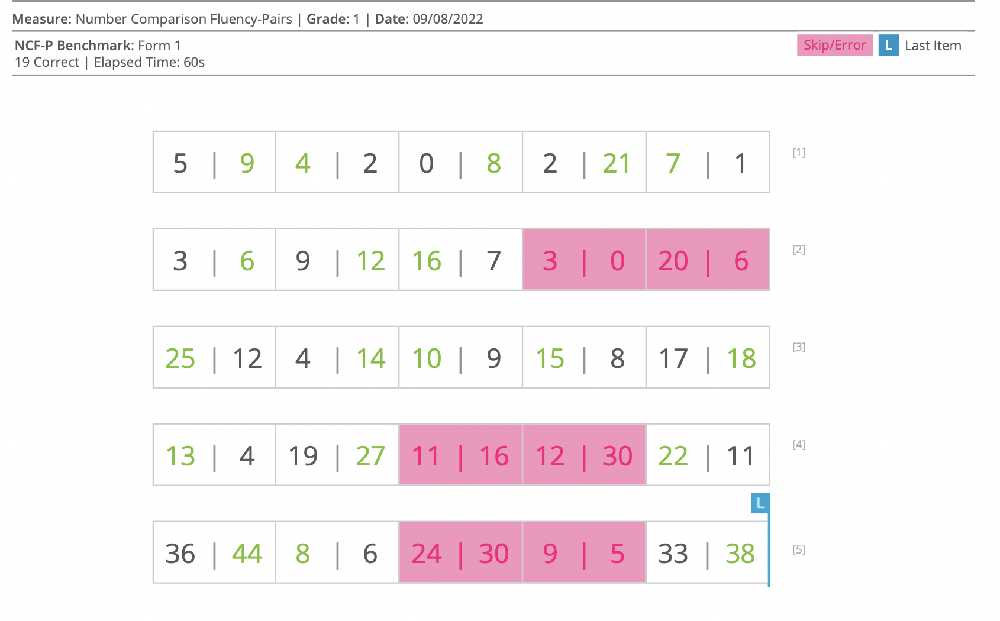 Measure: Number Comparison Fluency-Pairs | Grade: 1 | Date: 09/08/2022
NCF-P Benchmark: Form 1
Skip/Error L Last Item
19 Correct | Elapsed Time: 60s
5 | 9 4 | 2 0 | 8 2 | 21 7 | 1 [1]
3 | 6 9 | 12 16 | 7 3 | 0 20 | 6 [2]
25 | 12 4 | 14 10 | 9 15 | 8 17 | 18 [3]
13 | 4 19 | 27 11 | 16 12 | 30 22 | 11 [4]
L
36 | 44 8 | 6 24 | 30 9 | 5 33 | 38 [5]